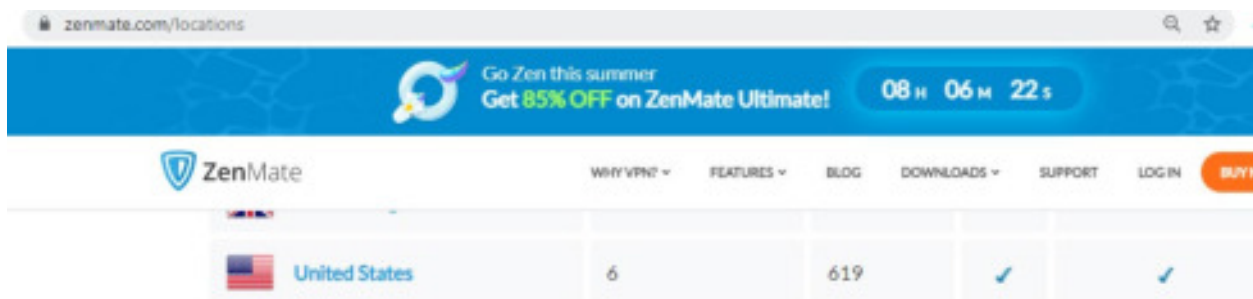 zenmate.com/locations
Go Zen this summer
Get 85% OFF on ZenMate Ultimate!
08 H 06 M 22 S
ZenMate
WHY VPN?
FEATURES
BLOG
DOWNLOADS
SUPPORT
LOG IN
BUY
United States
6
619